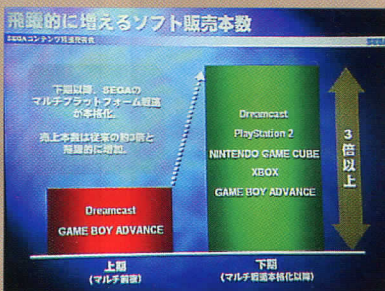 飛躍的に増えるソフト販売本数
SEGAコンテンツ戦略発表会
SEGA
下期以降、SEGAの
マルチプラットフォーム戦略
が本格化。
売上本数は従来の約3倍と
飛躍的に増加。
Dreamcast
PlayStation 2
NINTENDO GAME CUBE
XBOX
GAME BOY ADVANCE
3倍以上
Dreamcast
GAME BOY ADVANCE
上期
(マルチ前夜)
下期
(マルチ戦略本格化以降)